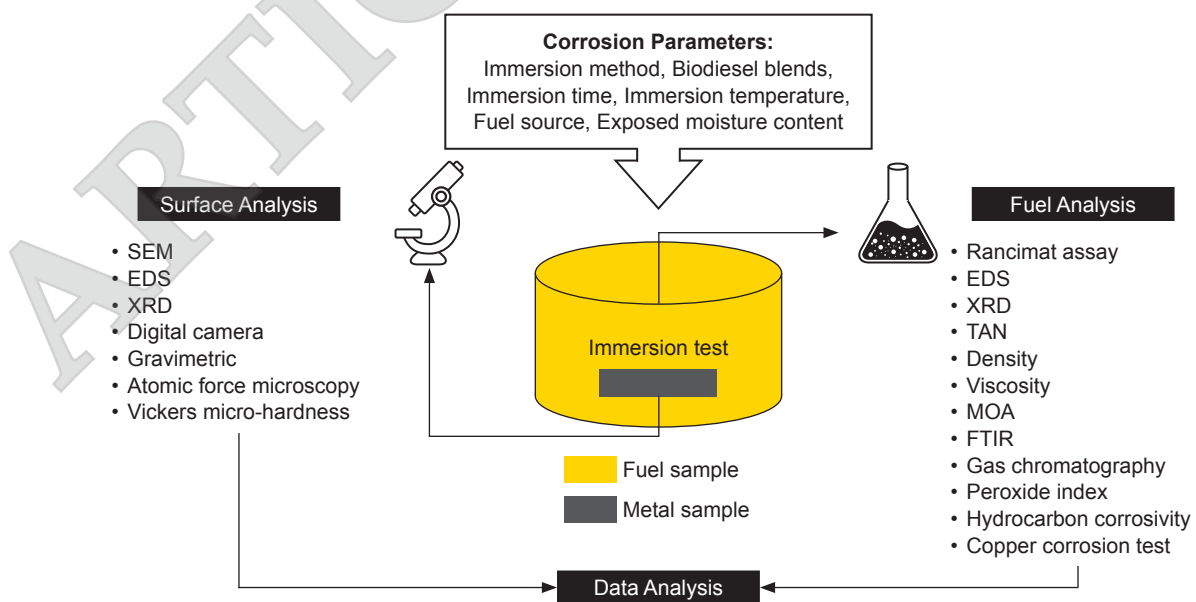 Corrosion Parameters:
Immersion method, Biodiesel blends,
Immersion time, Immersion temperature,
Fuel source, Exposed moisture content
Surface Analysis
• SEM
• EDS
• XRD
• Digital camera
• Gravimetric
• Atomic force microscopy
• Vickers micro-hardness
Immersion test
Fuel sample
Metal sample
Fuel Analysis
• Rancimat assay
• EDS
• XRD
• TAN
• Density
• Viscosity
• MOA
• FTIR
• Gas chromatography
• Peroxide index
• Hydrocarbon corrosivity
• Copper corrosion test
Data Analysis
ARTIC